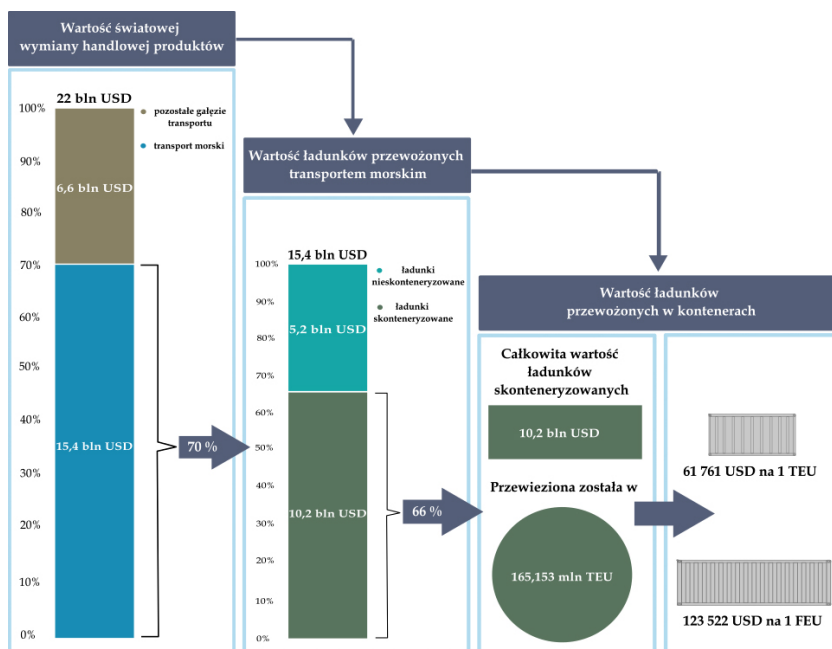 Wartość światowej
wymiany handlowej produktów
22 bln USD
100%
90%
80%
70%
60%
50%
40%
30%
20%
10%
0%
pozostałe gałęzie
transportu
transport morski
6,6 bln USD
15,4 bln USD
70 %
Wartość ładunków przewożonych
transportem morskim
15,4 bln USD
100%
90%
80%
70%
60%
50%
40%
30%
20%
10%
0%
ładunki
nieskonteneryzowane
ładunki
skonteneryzowane
5,2 bln USD
10,2 bln USD
66 %
Wartość ładunków
przewożonych w kontenerach
Całkowita wartość
ładunków
skonteneryzowanych
10,2 bln USD
Przewieziona została w
165,153 mln TEU
61 761 USD na 1 TEU
123 522 USD na 1 FEU